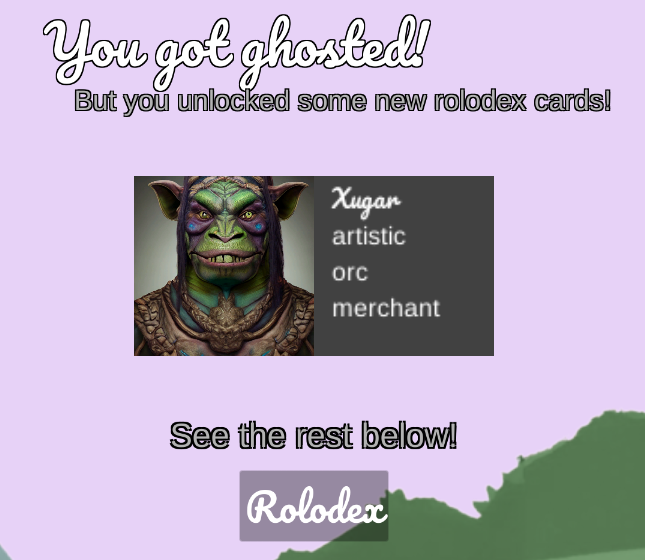 You got ghosted!
But you unlocked some new rolodex cards!
Xugar
artistic
orc
merchant
See the rest below!
Rolodex